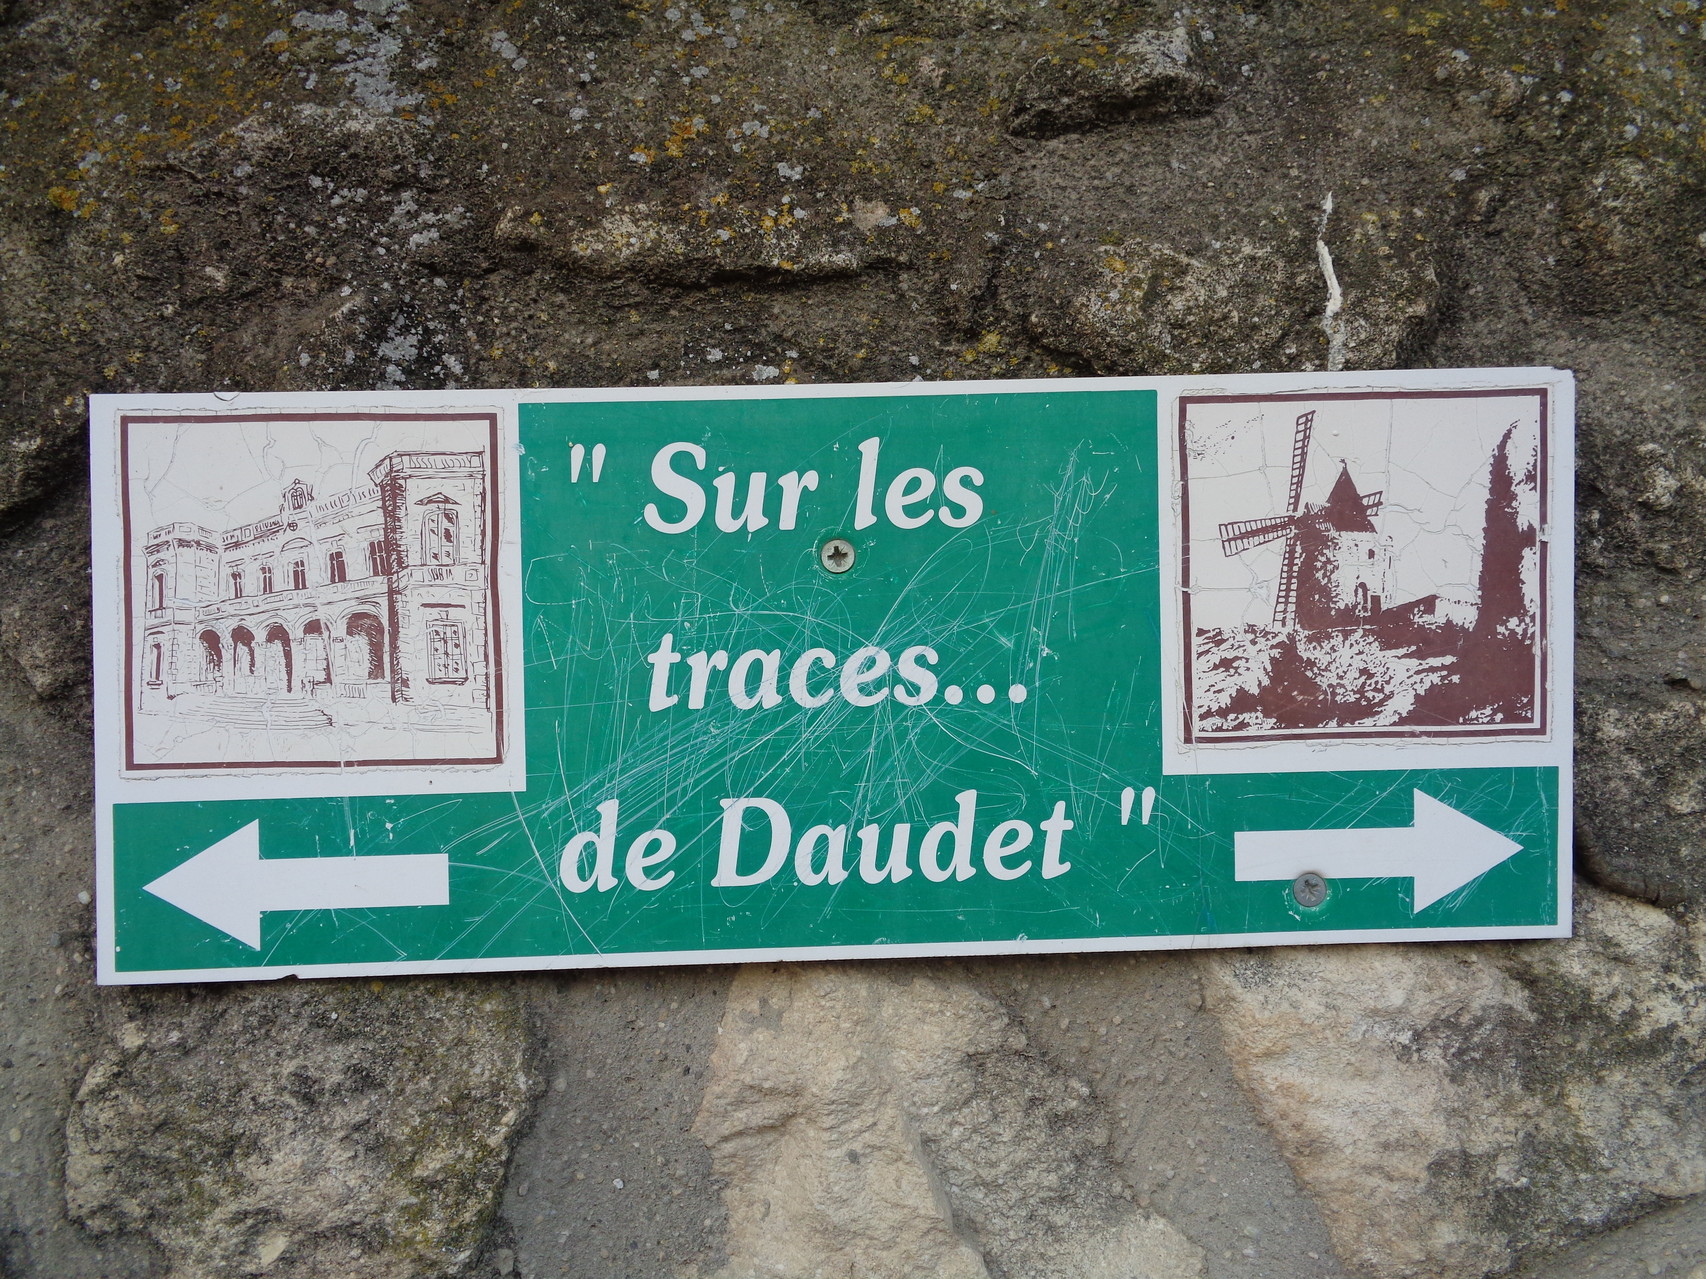 " Sur les
traces...
de Daudet "